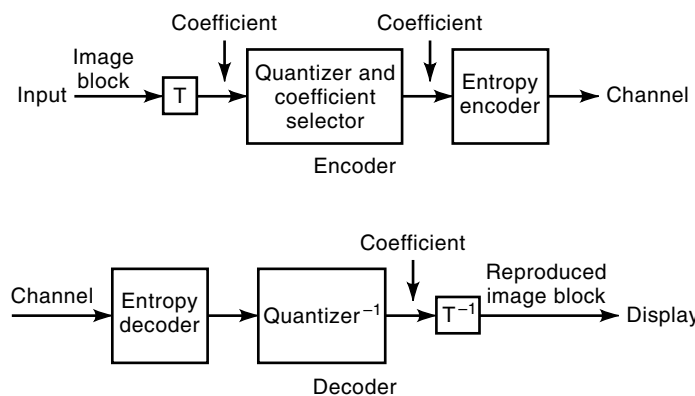 Coefficient
Coefficient
Image
block
Input
T
Quantizer and
coefficient
selector
Entropy
encoder
Channel
Encoder
Coefficient
Reproduced
image block
Channel
Entropy
decoder
Quantizer⁻¹
T⁻¹
Display
Decoder